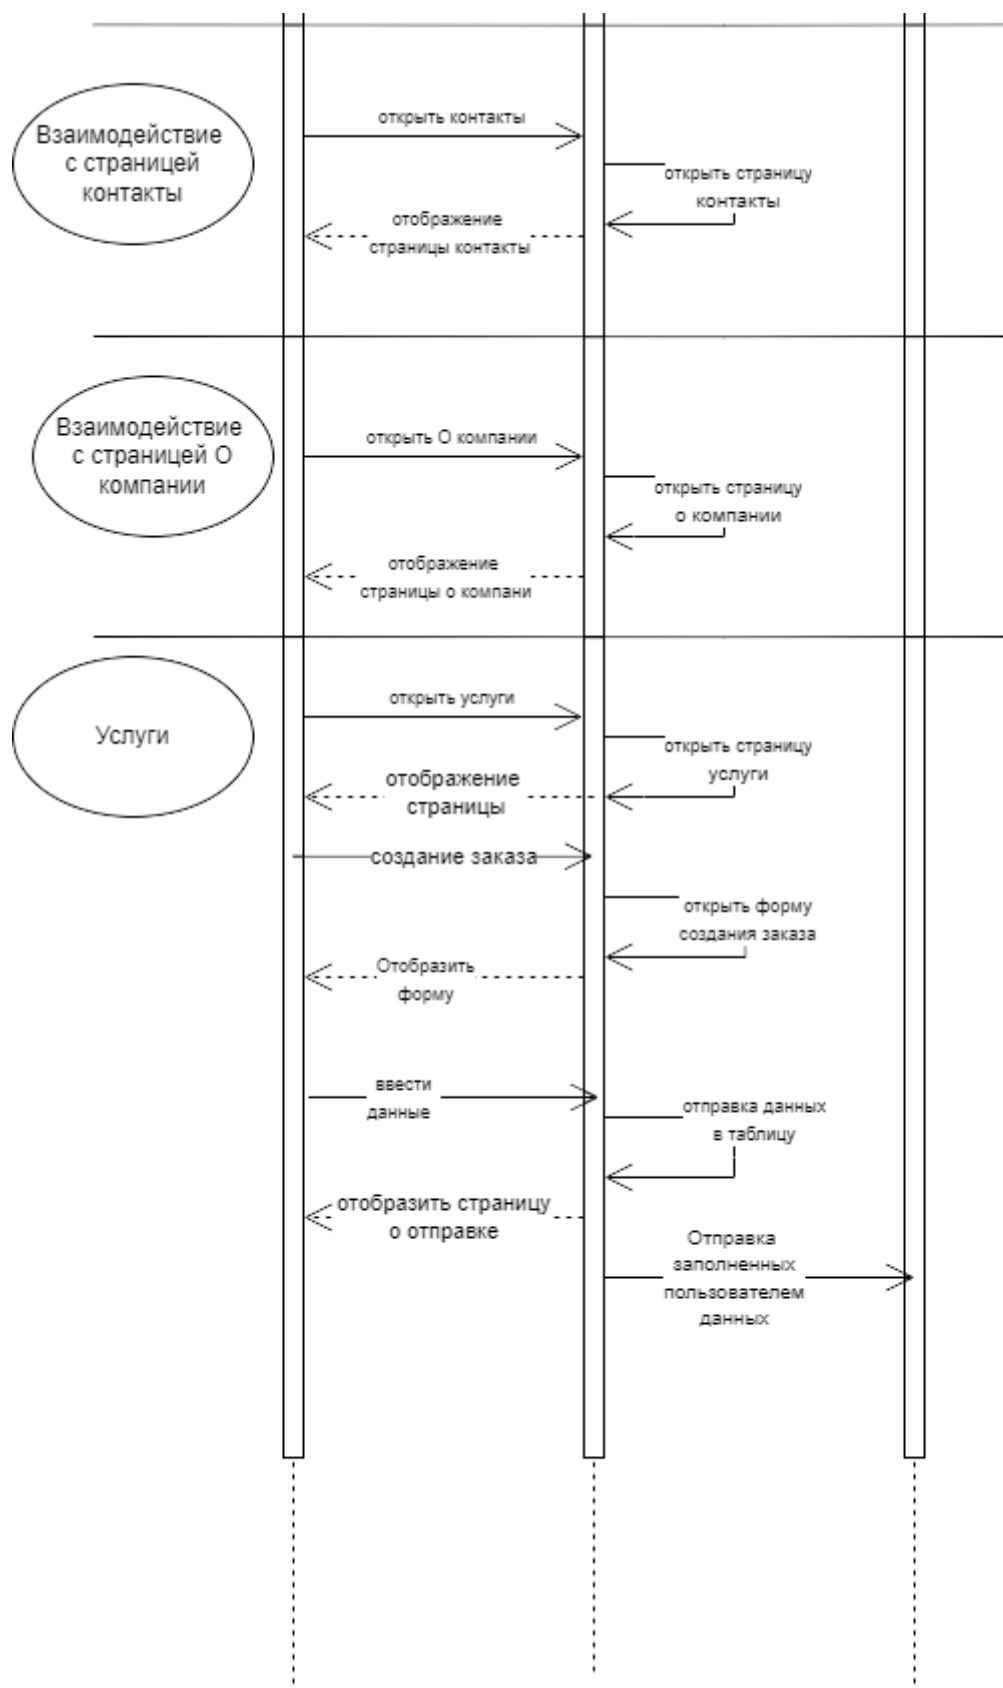 открыть контакты
Взаимодействие
с страницей
контакты
открыть страницу
контакты
отображение
страницы контакты
Взаимодействие
с страницей О
компании
открыть О компании
открыть страницу
о компании
отображение
страницы о компани
Услуги
открыть услуги
открыть страницу
услуги
отображение
страницы
создание заказа
открыть форму
создания заказа
Отобразить
форму
ввести
данные
отправка данных
в таблицу
отобразить страницу
о отправке
Отправка
заполненных
пользователем
данных